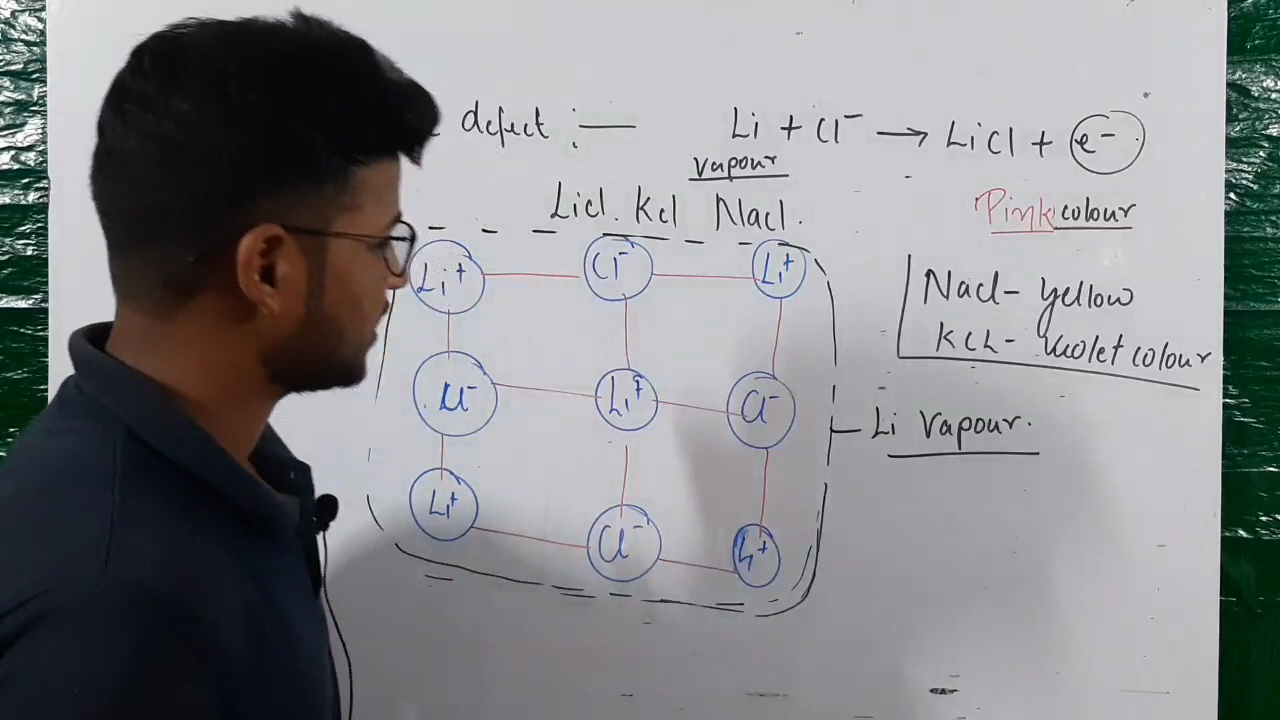 defect :—
Li + Cl⁻ → LiCl + e⁻
vapour
Licl. Kcl Nacl.
Pink colour
Nacl- yellow
KCL- violet colour
Li⁺ Cl⁻ Li⁺
Cl⁻ Li⁺ Cl⁻
Li Vapour.
Li⁺ Cl⁻ Li⁺